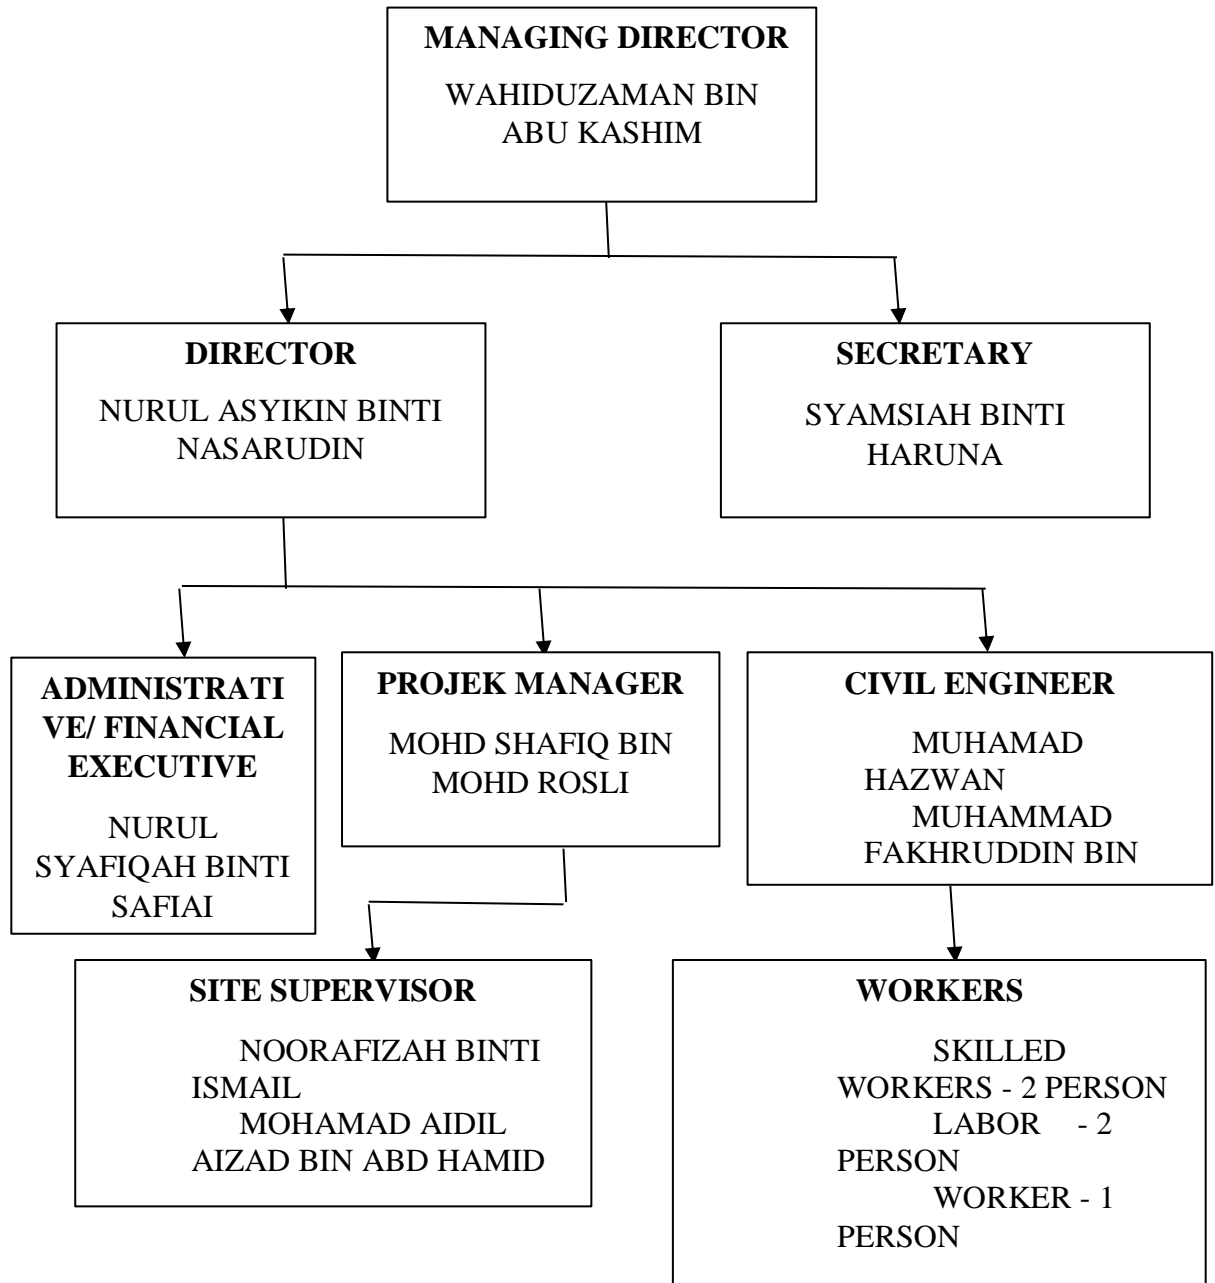 MANAGING DIRECTOR
WAHIDUZAMAN BIN
ABU KASHIM
DIRECTOR
NURUL ASYIKIN BINTI
NASARUDIN
SECRETARY
SYAMSIAH BINTI
HARUNA
ADMINISTRATI
VE/ FINANCIAL
EXECUTIVE
NURUL
SYAFIQAH BINTI
SAFIAI
PROJEK MANAGER
MOHD SHAFIQ BIN
MOHD ROSLI
CIVIL ENGINEER
MUHAMAD
HAZWAN
MUHAMMAD
FAKHRUDDIN BIN
SITE SUPERVISOR
NOORAFIZAH BINTI
ISMAIL
MOHAMAD AIDIL
AIZAD BIN ABD HAMID
WORKERS
SKILLED
WORKERS - 2 PERSON
LABOR - 2
PERSON
WORKER - 1
PERSON